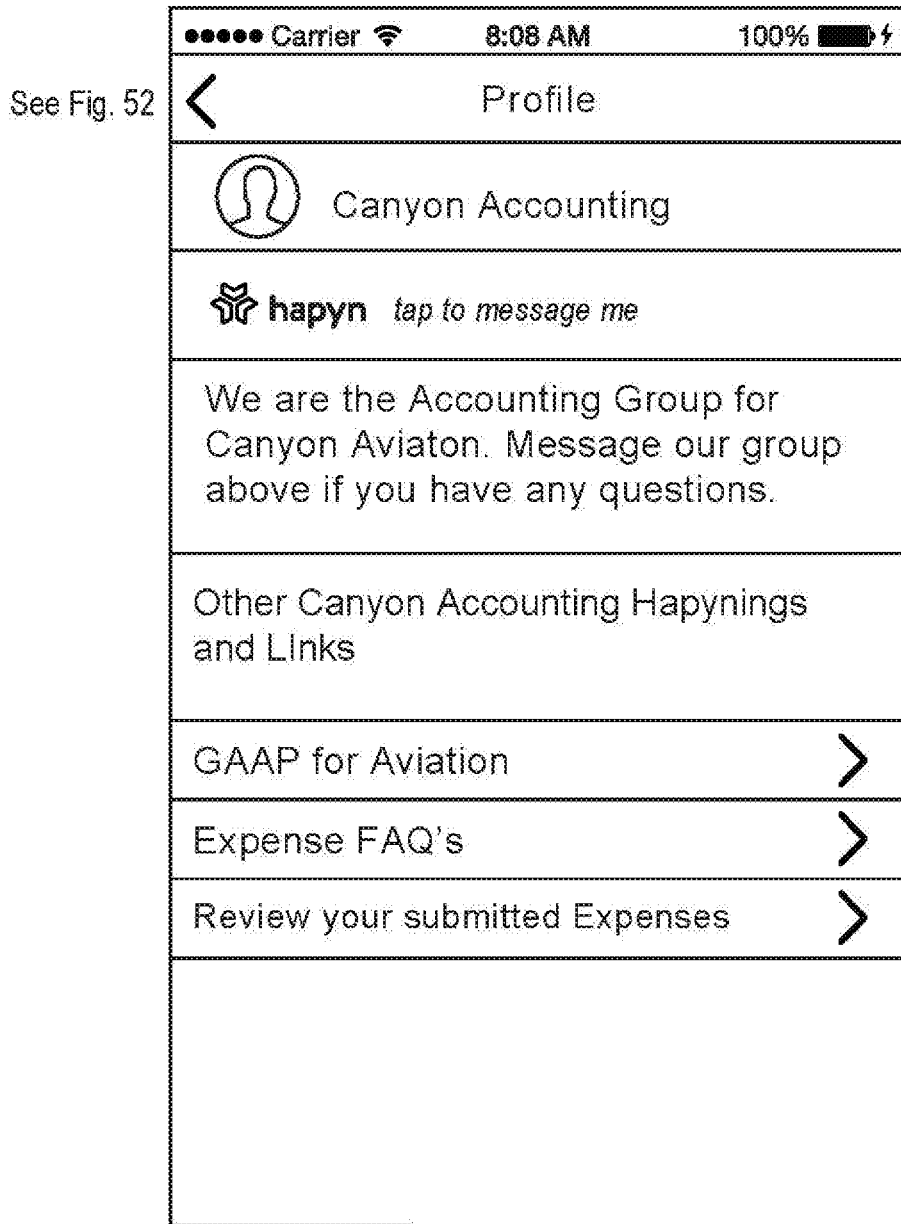 Carrier 8:08 AM 100%
See Fig. 52
Profile
Canyon Accounting
hapyn tap to message me
We are the Accounting Group for
Canyon Aviaton. Message our group
above if you have any questions.
Other Canyon Accounting Hapynings
and LInks
GAAP for Aviation
Expense FAQ's
Review your submitted Expenses